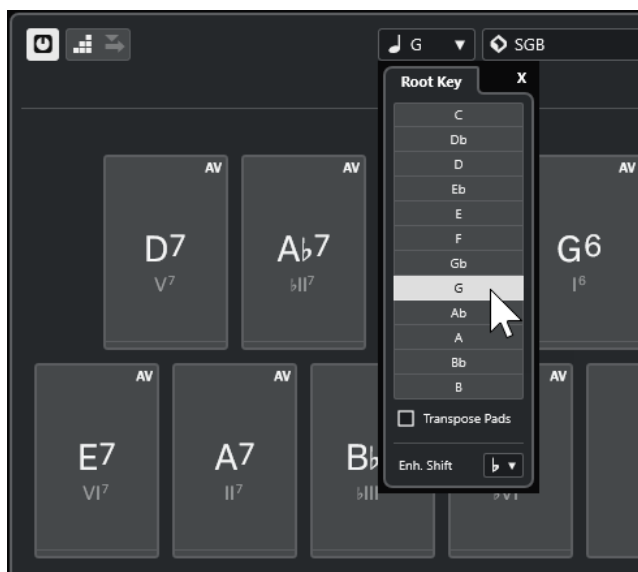 G ▼ SGB
Root Key X
C
Db
D
Eb
E
F
Gb
G
Ab
A
Bb
B
Transpose Pads
Enh. Shift ♭ ▼
AV AV AV
D7 A♭7 G6
V7 ♭II7 I6
AV AV AV
E7 A7 B♭
VI7 II7 ♭III ♭VI